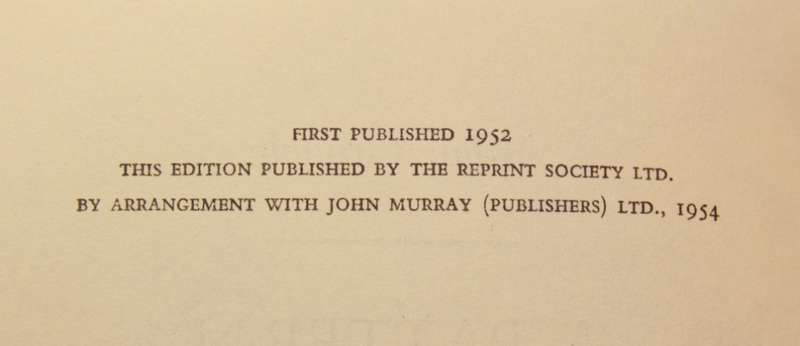 FIRST PUBLISHED 1952
THIS EDITION PUBLISHED BY THE REPRINT SOCIETY LTD.
BY ARRANGEMENT WITH JOHN MURRAY (PUBLISHERS) LTD., 1954